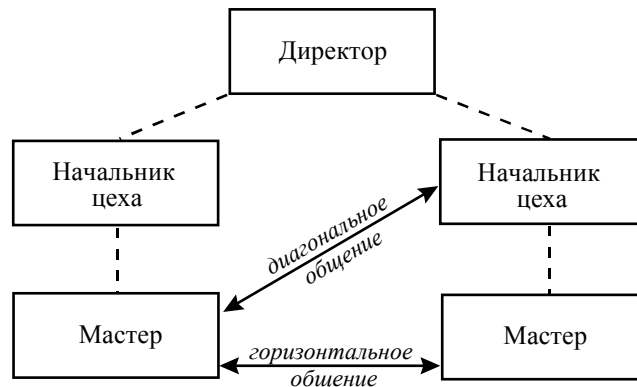 Директор
Начальник
цеха
Начальник
цеха
диагональное
общение
Мастер
Мастер
горизонтальное
общение